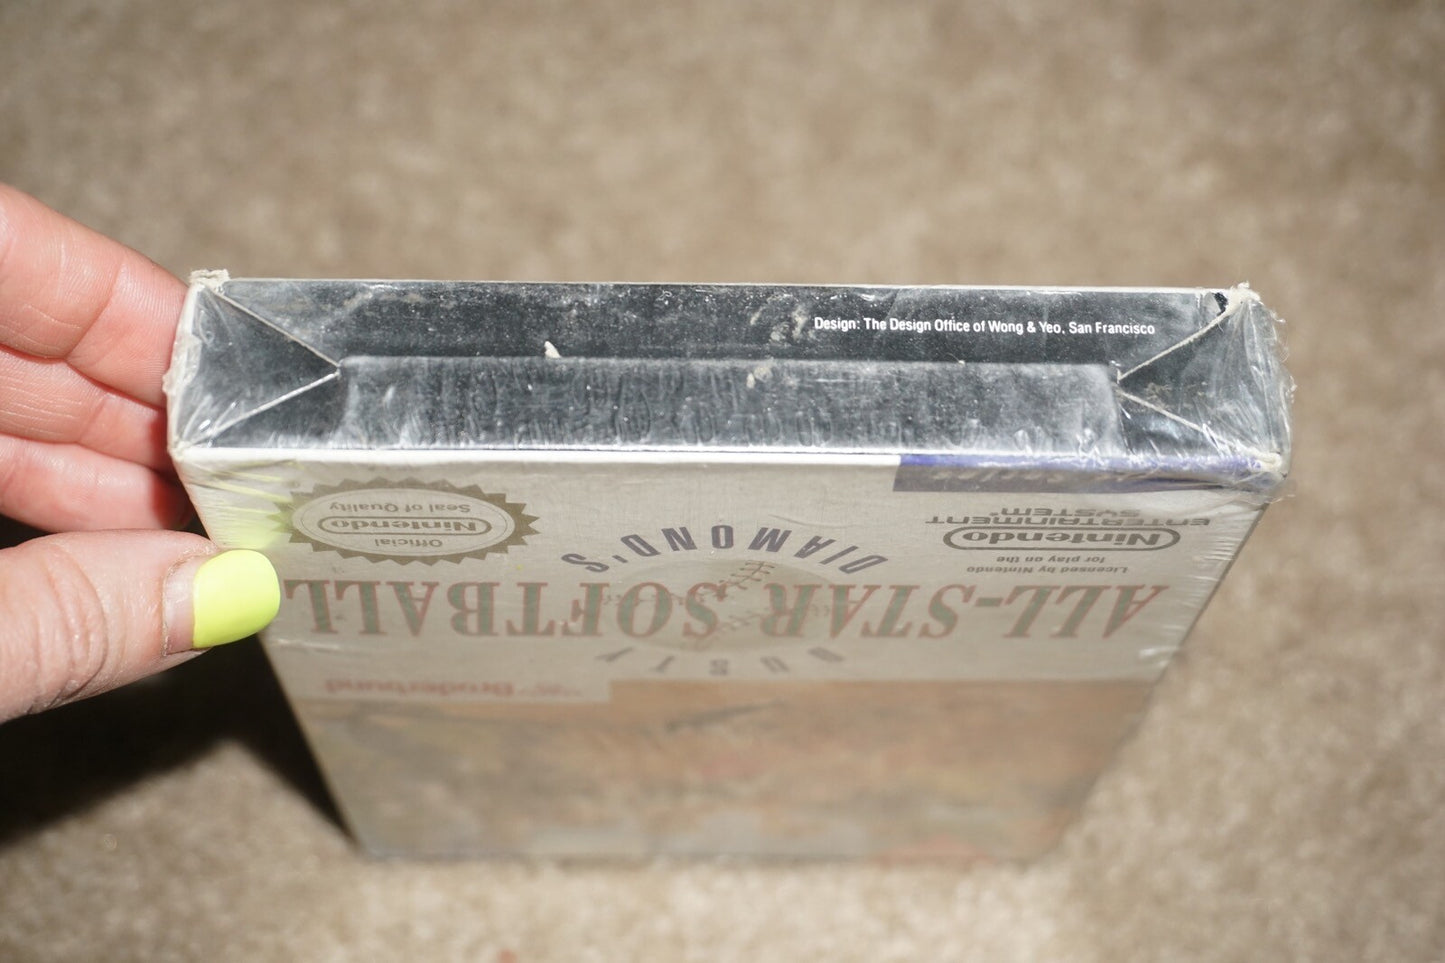 Design: The Design Office of Wong & Yeo, San Francisco
Official
Nintendo
Seal of Quality
Licensed by Nintendo
for play on the
Nintendo
ENTERTAINMENT
SYSTEM
DUSTY
DIAMOND'S
ALL-STAR SOFTBALL
Brøderbund